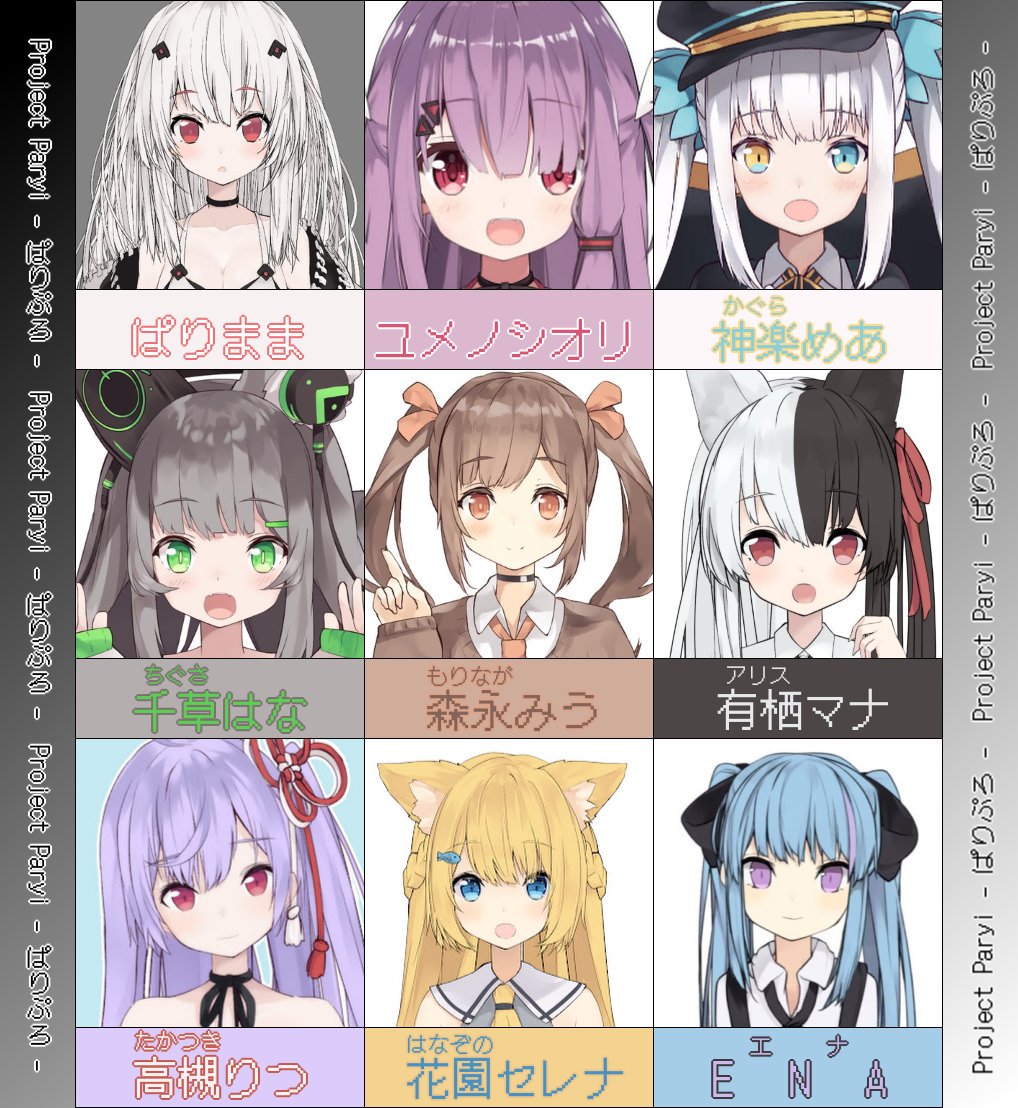 Project Paryi - ぱりぷろ - Project Paryi - ぱりぷろ - Project Paryi - ぱりぷろ -
ぱりまま
ユメノシオリ
かぐら
神楽めあ
ちぐさ
千草はな
もりなが
森永みう
アリス
有栖マナ
たかつき
高槻りつ
はなぞの
花園セレナ
エ ナ
E N A
Project Paryi - ぱりぷろ - Project Paryi - ぱりぷろ - Project Paryi - ぱりぷろ -